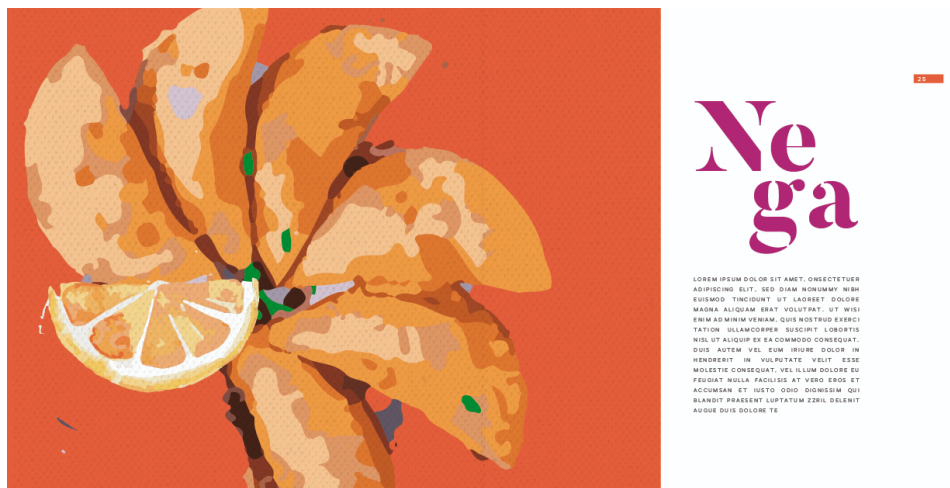 25
Ne
ga
LOREM IPSUM DOLOR SIT AMET, ONSECTETUER
ADIPISCING ELIT, SED DIAM NONUMMY NIBH
EUISMOD TINCIDUNT UT LAOREET DOLORE
MAGNA ALIQUAM ERAT VOLUTPAT. UT WISI
ENIM AD MINIM VENIAM, QUIS NOSTRUD EXERCI
TATION ULLAMCORPER SUSCIPIT LOBORTIS
NISL UT ALIQUIP EX EA COMMODO CONSEQUAT.
DUIS AUTEM VEL EUM IRIURE DOLOR IN
HENDRERIT IN VULPUTATE VELIT ESSE
MOLESTIE CONSEQUAT, VEL ILLUM DOLORE EU
FEUGIAT NULLA FACILISIS AT VERO EROS ET
ACCUMSAN ET IUSTO ODIO DIGNISSIM QUI
BLANDIT PRAESENT LUPTATUM ZZRIL DELENIT
AUGUE DUIS DOLORE TE